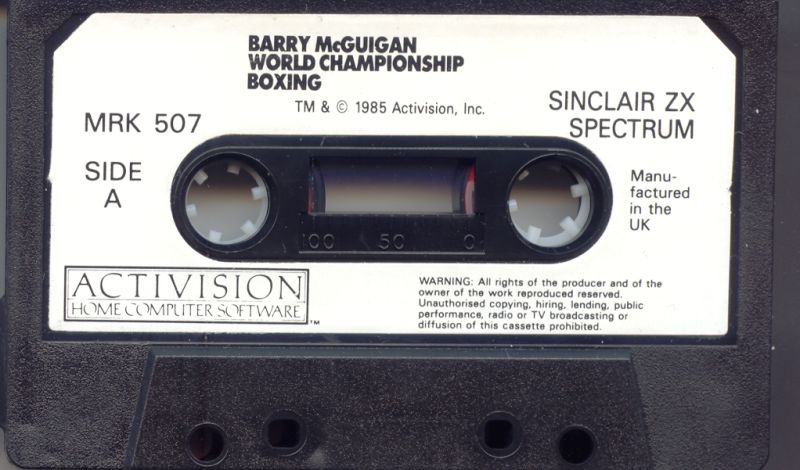 BARRY McGUIGAN
WORLD CHAMPIONSHIP
BOXING
TM & © 1985 Activision, Inc.
SINCLAIR ZX
SPECTRUM
MRK 507
SIDE
A
Manu-
factured
in the
UK
100 50 0
ACTIVISION
HOME COMPUTER SOFTWARE
TM
WARNING: All rights of the producer and of the
owner of the work reproduced reserved.
Unauthorised copying, hiring, lending, public
performance, radio or TV broadcasting or
diffusion of this cassette prohibited.